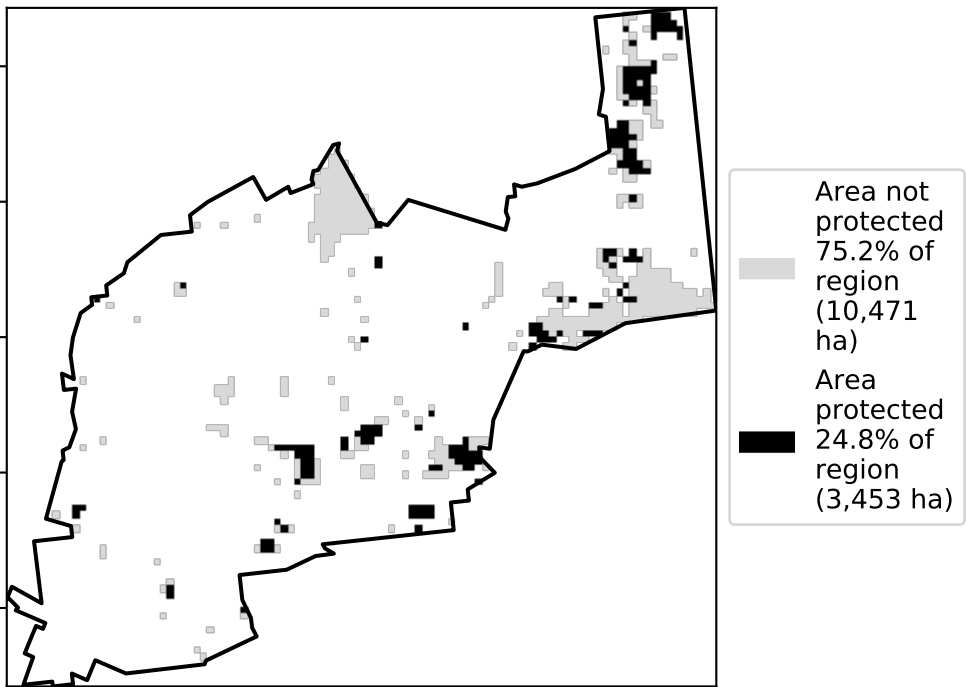 Area not
protected
75.2% of
region
(10,471
ha)
Area
protected
24.8% of
region
(3,453 ha)